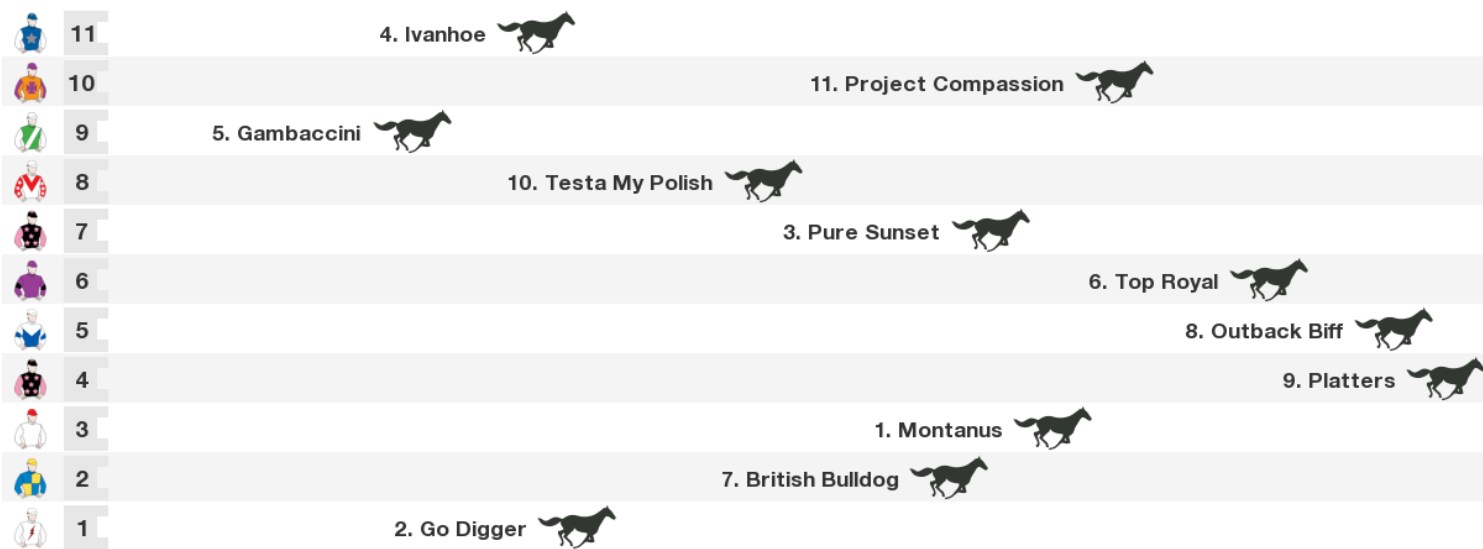 11 4. Ivanhoe
10 11. Project Compassion
9 5. Gambaccini
8 10. Testa My Polish
7 3. Pure Sunset
6 6. Top Royal
5 8. Outback Biff
4 9. Platters
3 1. Montanus
2 7. British Bulldog
1 2. Go Digger